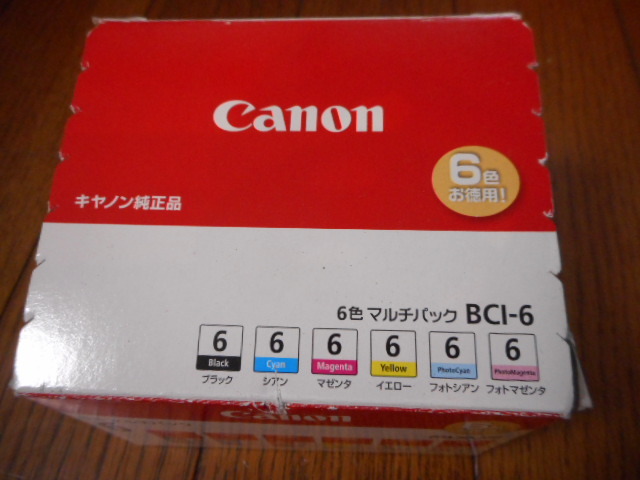 Canon
6色
お徳用!
キヤノン純正品
6色 マルチパック BCI-6
6 6 6 6 6 6
Black Cyan Magenta Yellow PhotoCyan PhotoMagenta
ブラック シアン マゼンタ イエロー フォトシアン フォトマゼンタ
Canon